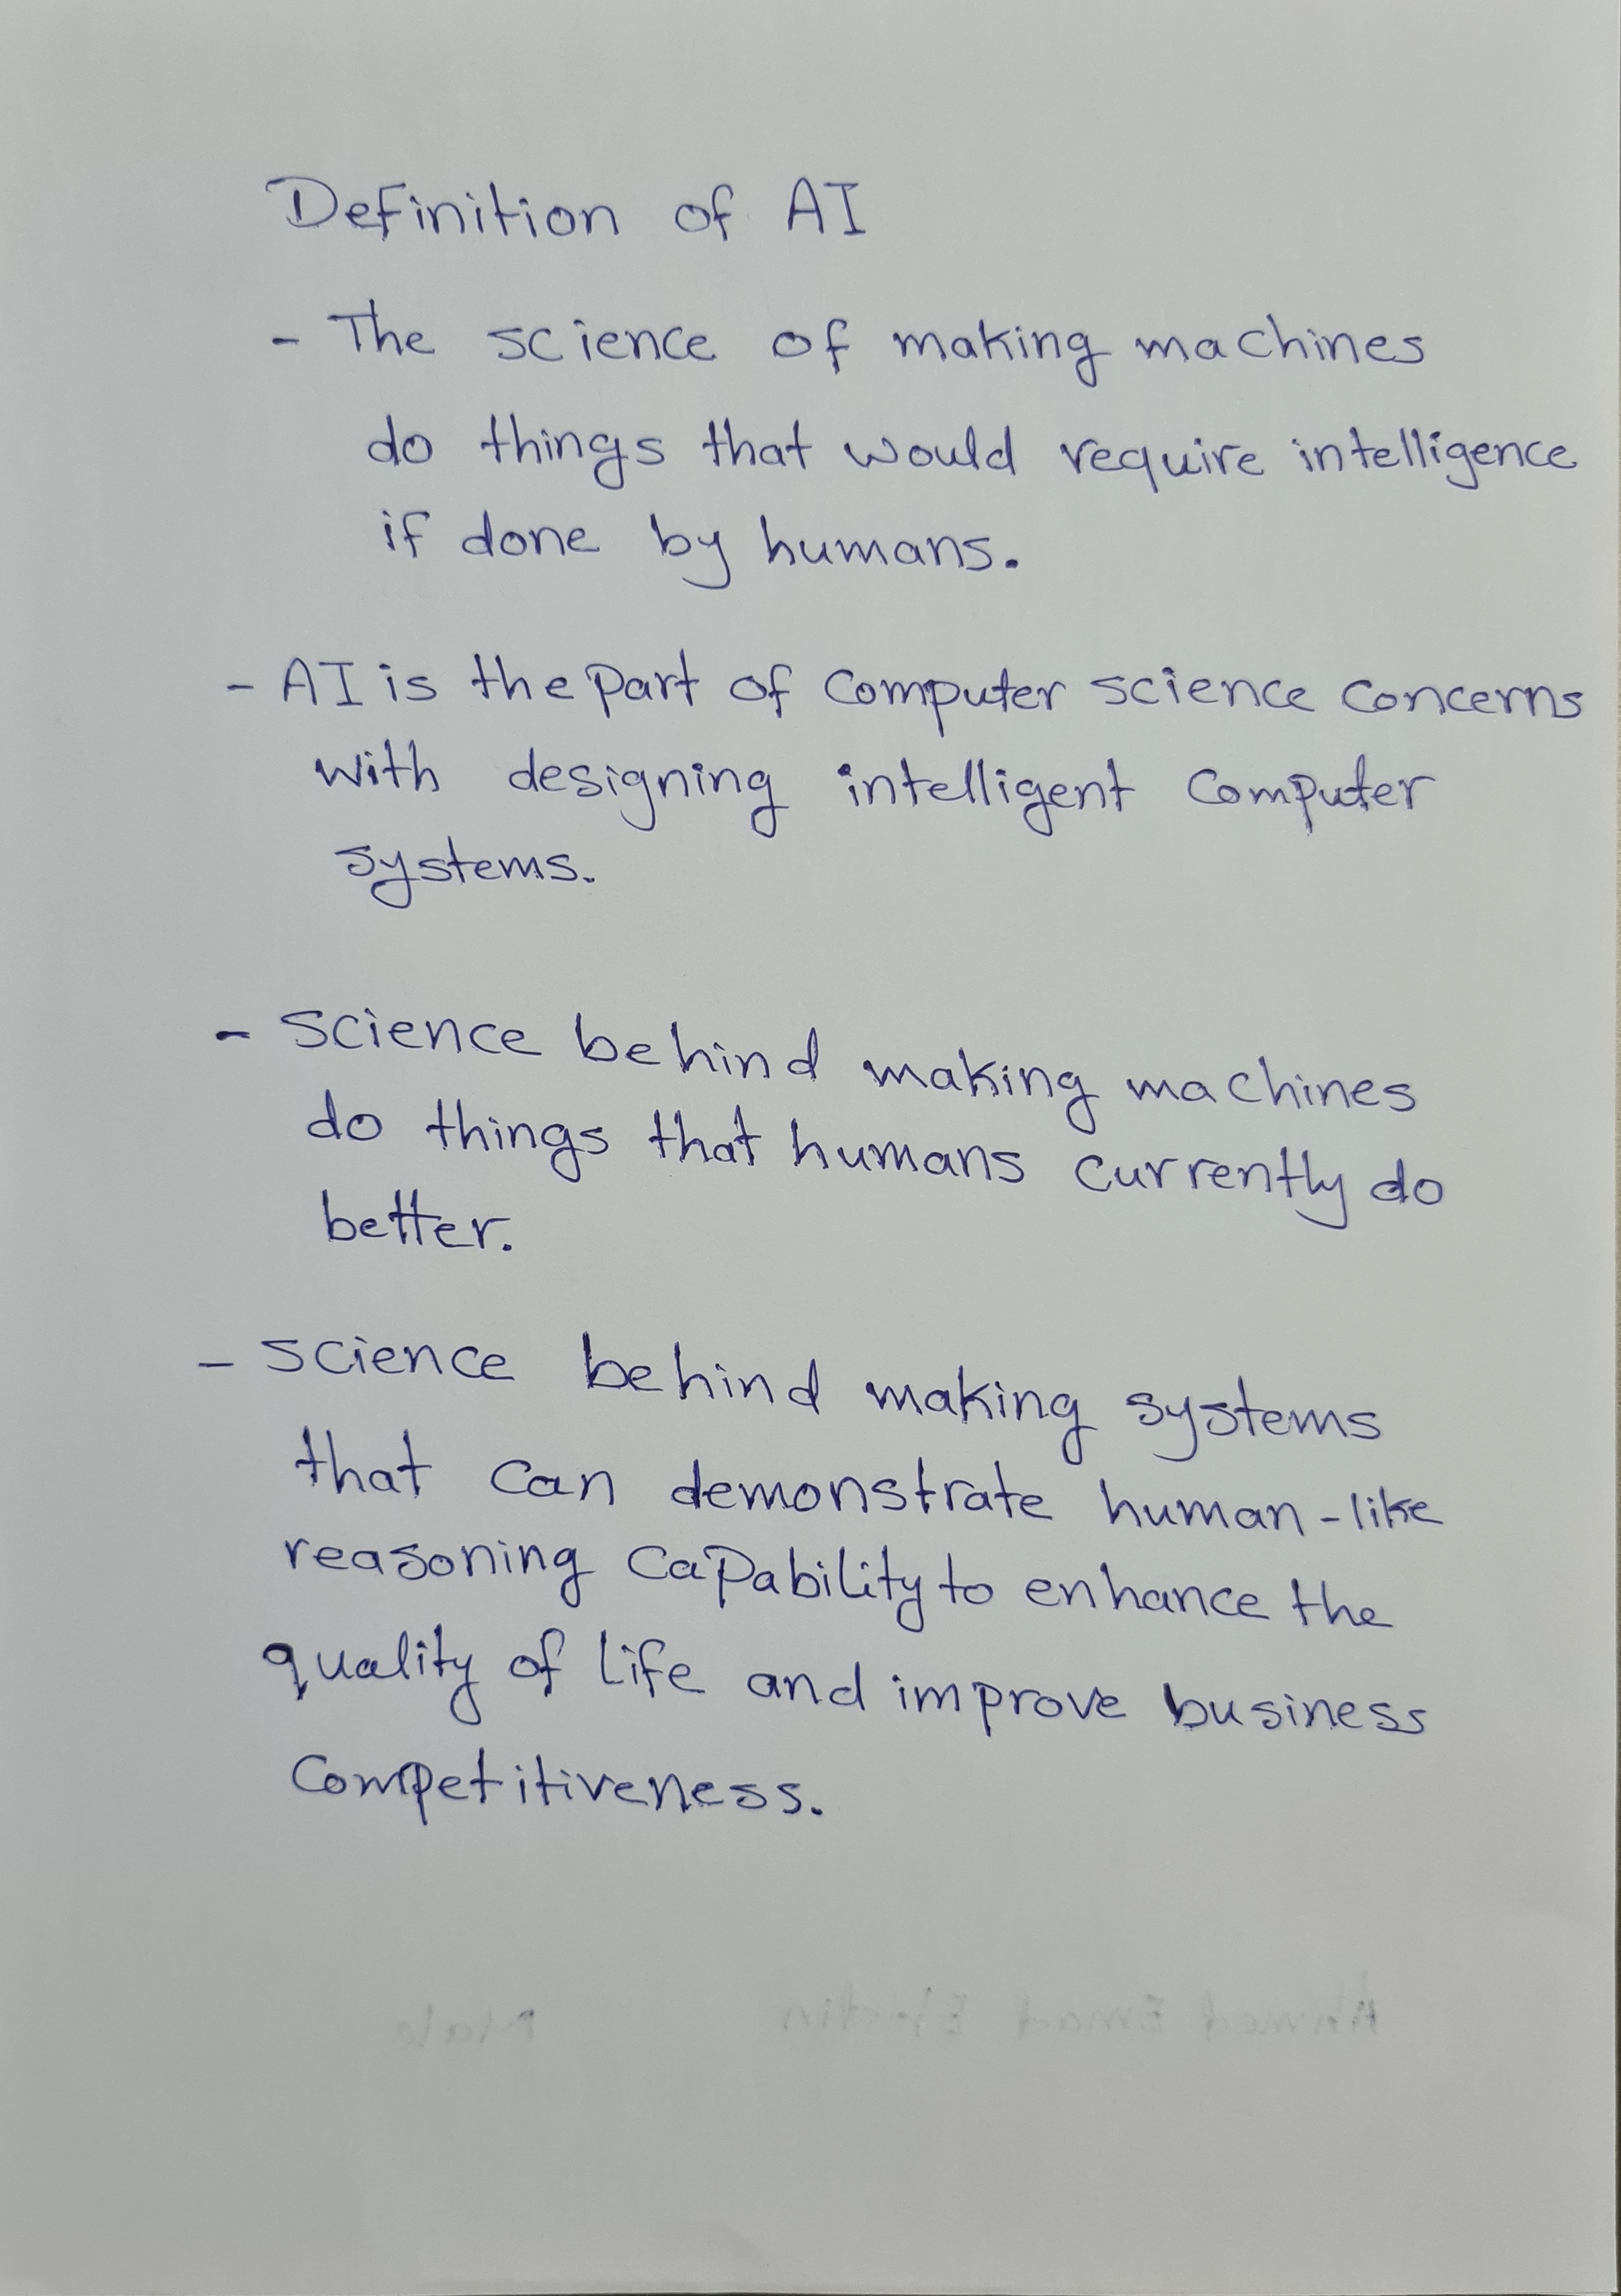 Definition of AI
- The science of making machines
do things that would require intelligence
if done by humans.
- AI is the part of computer science concerns
with designing intelligent computer
systems.
- science behind making machines
do things that humans currently do
better.
- science behind making systems
that can demonstrate human-like
reasoning capability to enhance the
quality of life and improve business
competitiveness.